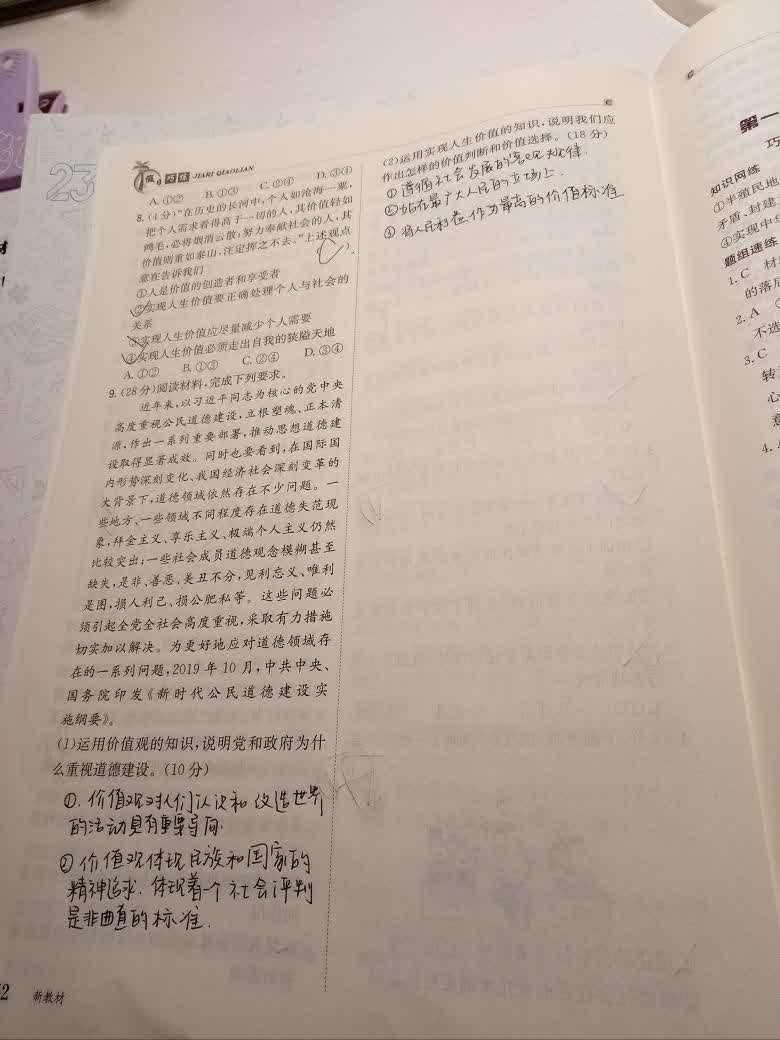 假日 巧练 JIARI QIAOLIAN
A.①② B.①③ C.②④ D.③④
8.(4分)“在历史的长河中,个人如沧海一粟,
把个人需求看得高于一切的人,其价值轻如
鸿毛,必将烟消云散;努力奉献社会的人,其
价值则重如泰山,注定挥之不去。”上述观点
意在告诉我们
①人是价值的创造者和享受者
②实现人生价值要正确处理个人与社会的
关系
③实现人生价值应尽量减少个人需要
④实现人生价值必须走出自我的狭隘天地
A.①② B.①③ C.②④ D.③④
9.(28分)阅读材料,完成下列要求。
近年来,以习近平同志为核心的党中央
高度重视公民道德建设,立根塑魂、正本清
源,作出一系列重要部署,推动思想道德建
设取得显著成效。同时也要看到,在国际国
内形势深刻变化、我国经济社会深刻变革的
大背景下,道德领域依然存在不少问题。一
些地方、一些领域不同程度存在道德失范现
象,拜金主义、享乐主义、极端个人主义仍然
比较突出;一些社会成员道德观念模糊甚至
缺失,是非、善恶、美丑不分,见利忘义、唯利
是图,损人利己、损公肥私等。这些问题必
须引起全党全社会高度重视,采取有力措施
切实加以解决。为更好地应对道德领域存
在的一系列问题,2019年10月,中共中央、
国务院印发《新时代公民道德建设实
施纲要》。
(1)运用价值观的知识,说明党和政府为什
么重视道德建设。(10分)
①.价值观对人们认识和改造世界
的活动具有重要导向.
②价值观体现民族和国家的
精神追求.体现着一个社会评判
是非曲直的标准.
2 新教材
(2)运用实现人生价值的知识,说明我们应
作出怎样的价值判断和价值选择。(18分)
①遵循社会发展的客观规律.
②站在最广大人民的立场上.
③将人民利益作为最高的价值标准
第一
巧
知识网练
①半殖民地
矛盾、封建
④实现中
题组速练
1.C 材
的落后
2.A
不选
3.C
转
心
意
4.
23